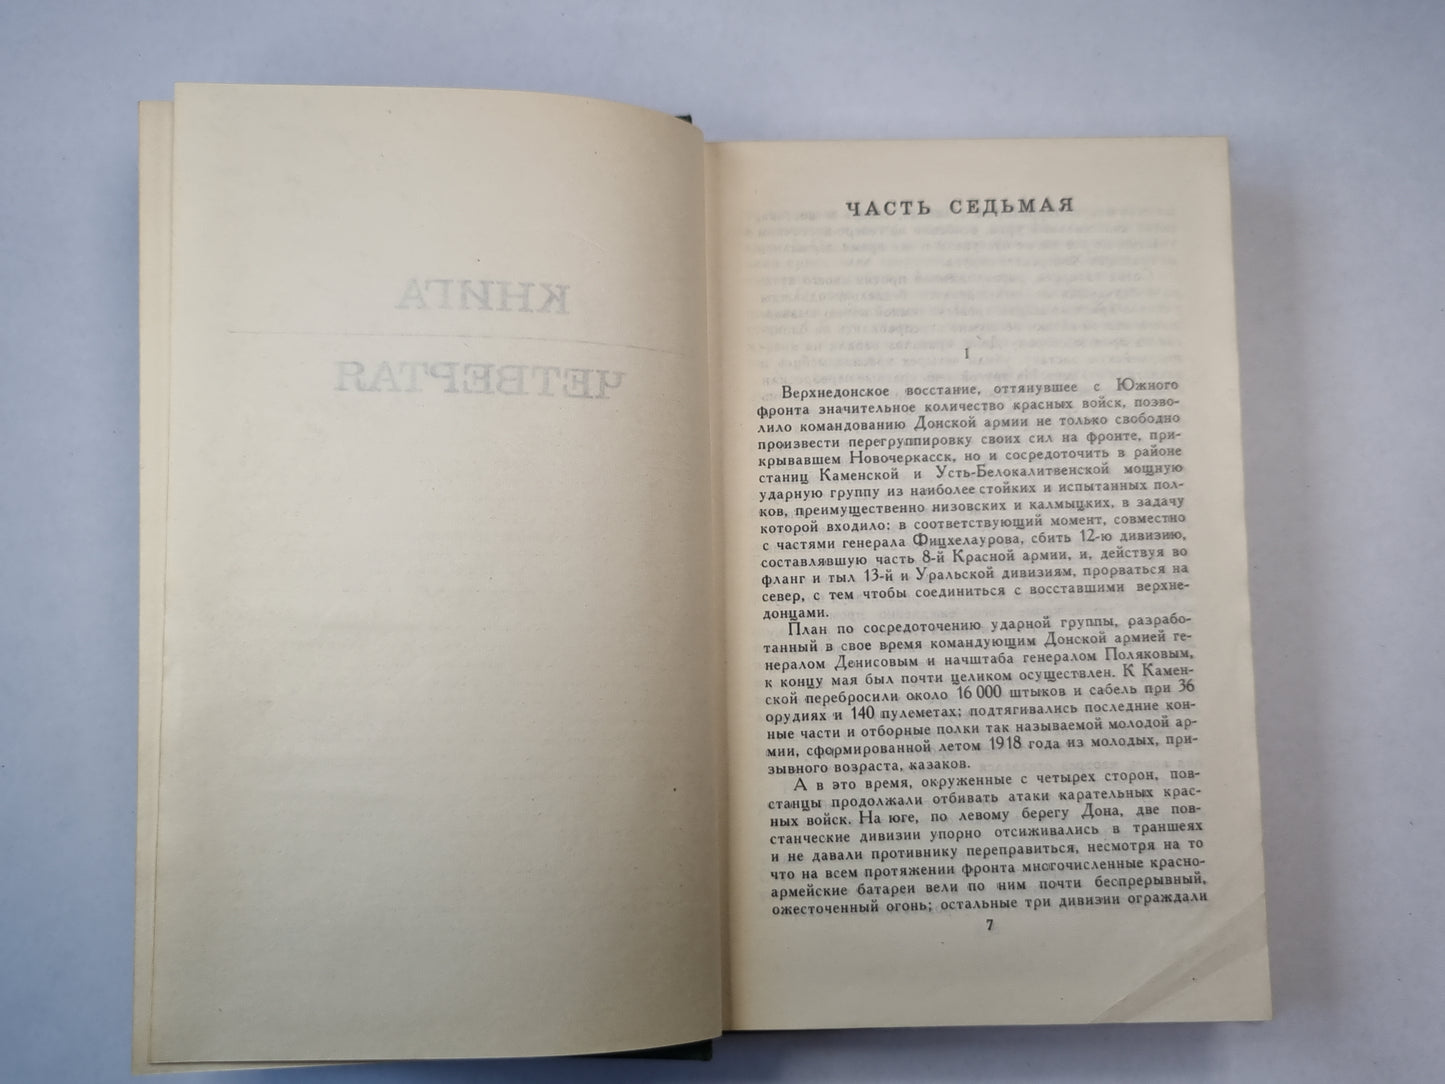 КНИГА
ЧЕТВЕРТАЯ
ЧАСТЬ СЕДЬМАЯ
I
Верхнедонское восстание, оттянувшее с Южного
фронта значительное количество красных войск, позво-
лило командованию Донской армии не только свободно
произвести перегруппировку своих сил на фронте, при-
крывавшем Новочеркасск, но и сосредоточить в районе
станиц Каменской и Усть-Белокалитвенской мощную
ударную группу из наиболее стойких и испытанных пол-
ков, преимущественно низовских и калмыцких, в задачу
которой входило: в соответствующий момент, совместно
с частями генерала Фицхелаурова, сбить 12-ю дивизию,
составлявшую часть 8-й Красной армии, и, действуя во
фланг и тыл 13-й и Уральской дивизиям, прорваться на
север, с тем чтобы соединиться с восставшими верхне-
донцами.
План по сосредоточению ударной группы, разрабо-
танный в свое время командующим Донской армией ге-
нералом Денисовым и начштаба генералом Поляковым,
к концу мая был почти целиком осуществлен. К Камен-
ской перебросили около 16 000 штыков и сабель при 36
орудиях и 140 пулеметах; подтягивались последние кон-
ные части и отборные полки так называемой молодой ар-
мии, сформированной летом 1918 года из молодых, при-
зывного возраста, казаков.
А в это время, окруженные с четырех сторон, пов-
станцы продолжали отбивать атаки карательных крас-
ных войск. На юге, по левому берегу Дона, две пов-
станческие дивизии упорно отсиживались в траншеях
и не давали противнику переправиться, несмотря на то
что на всем протяжении фронта многочисленные красно-
армейские батареи вели по ним почти беспрерывный,
ожесточенный огонь; остальные три дивизии ограждали
7